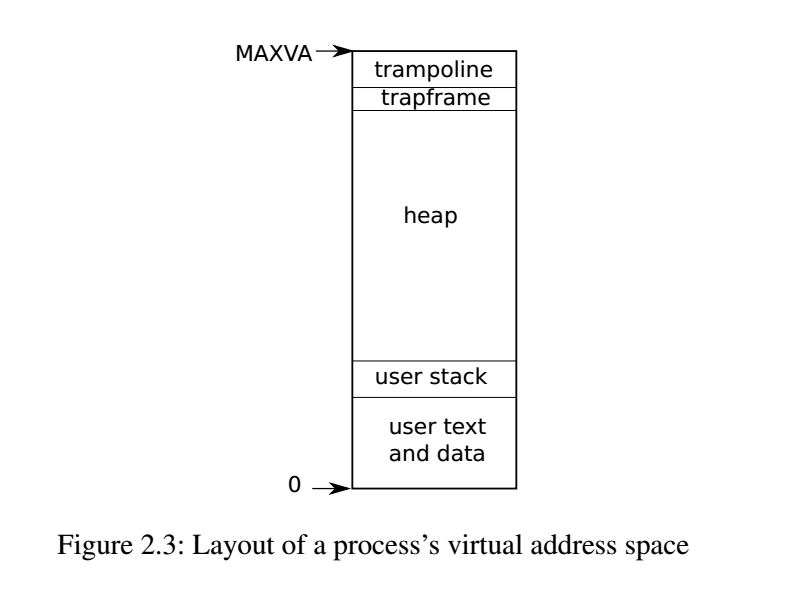 MAXVA
trampoline
trapframe
heap
user stack
user text
and data
0
Figure 2.3: Layout of a process’s virtual address space